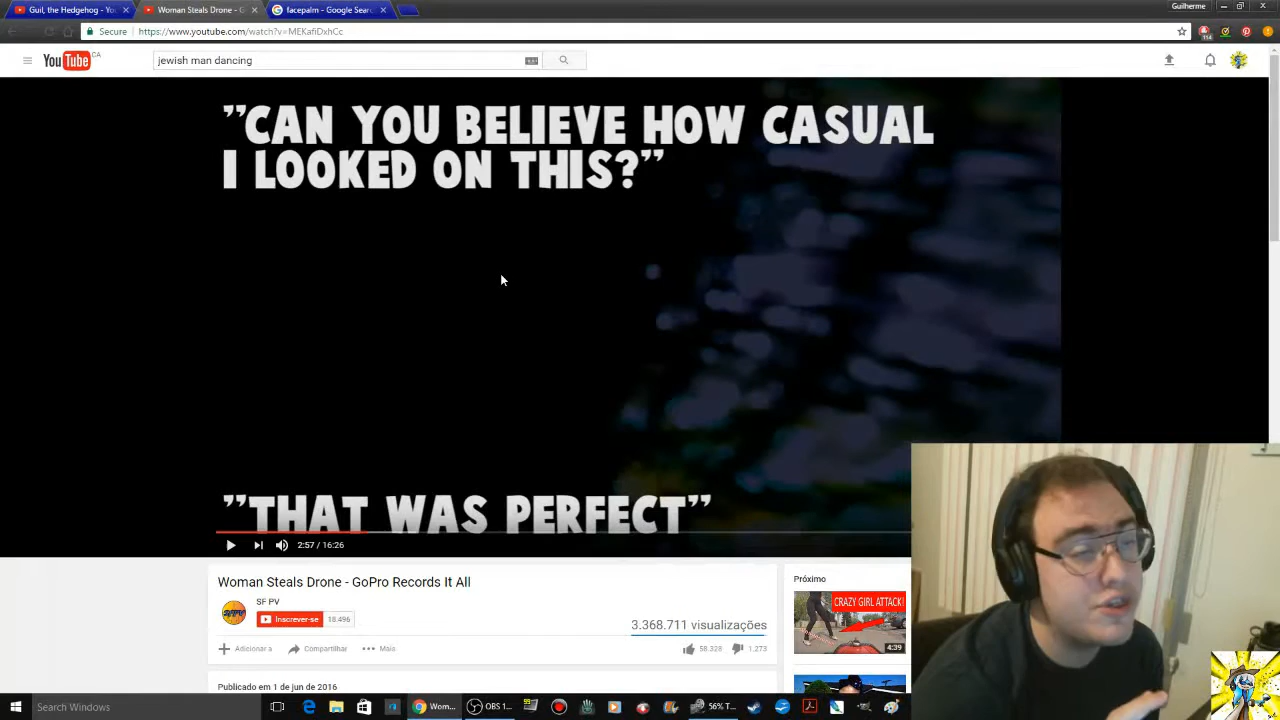 Guil, the Hedgehog - Yo
Woman Steals Drone - G
facepalm - Google Sear
Guilherme
Secure
https://www.youtube.com/watch?v=MEKafiDxhCc
114
YouTube CA
jewish man dancing
"CAN YOU BELIEVE HOW CASUAL
I LOOKED ON THIS?"
"THAT WAS PERFECT"
2:57 / 16:26
Woman Steals Drone - GoPro Records It All
SF PV
Inscrever-se 18.496
3.368.711 visualizações
Adicionar a Compartilhar Mais 58.328 1.273
Publicado em 1 de jun de 2016
Próximo
CRAZY GIRL ATTACK!
4:39
Search Windows
Wom...
OBS 1...
56% T...